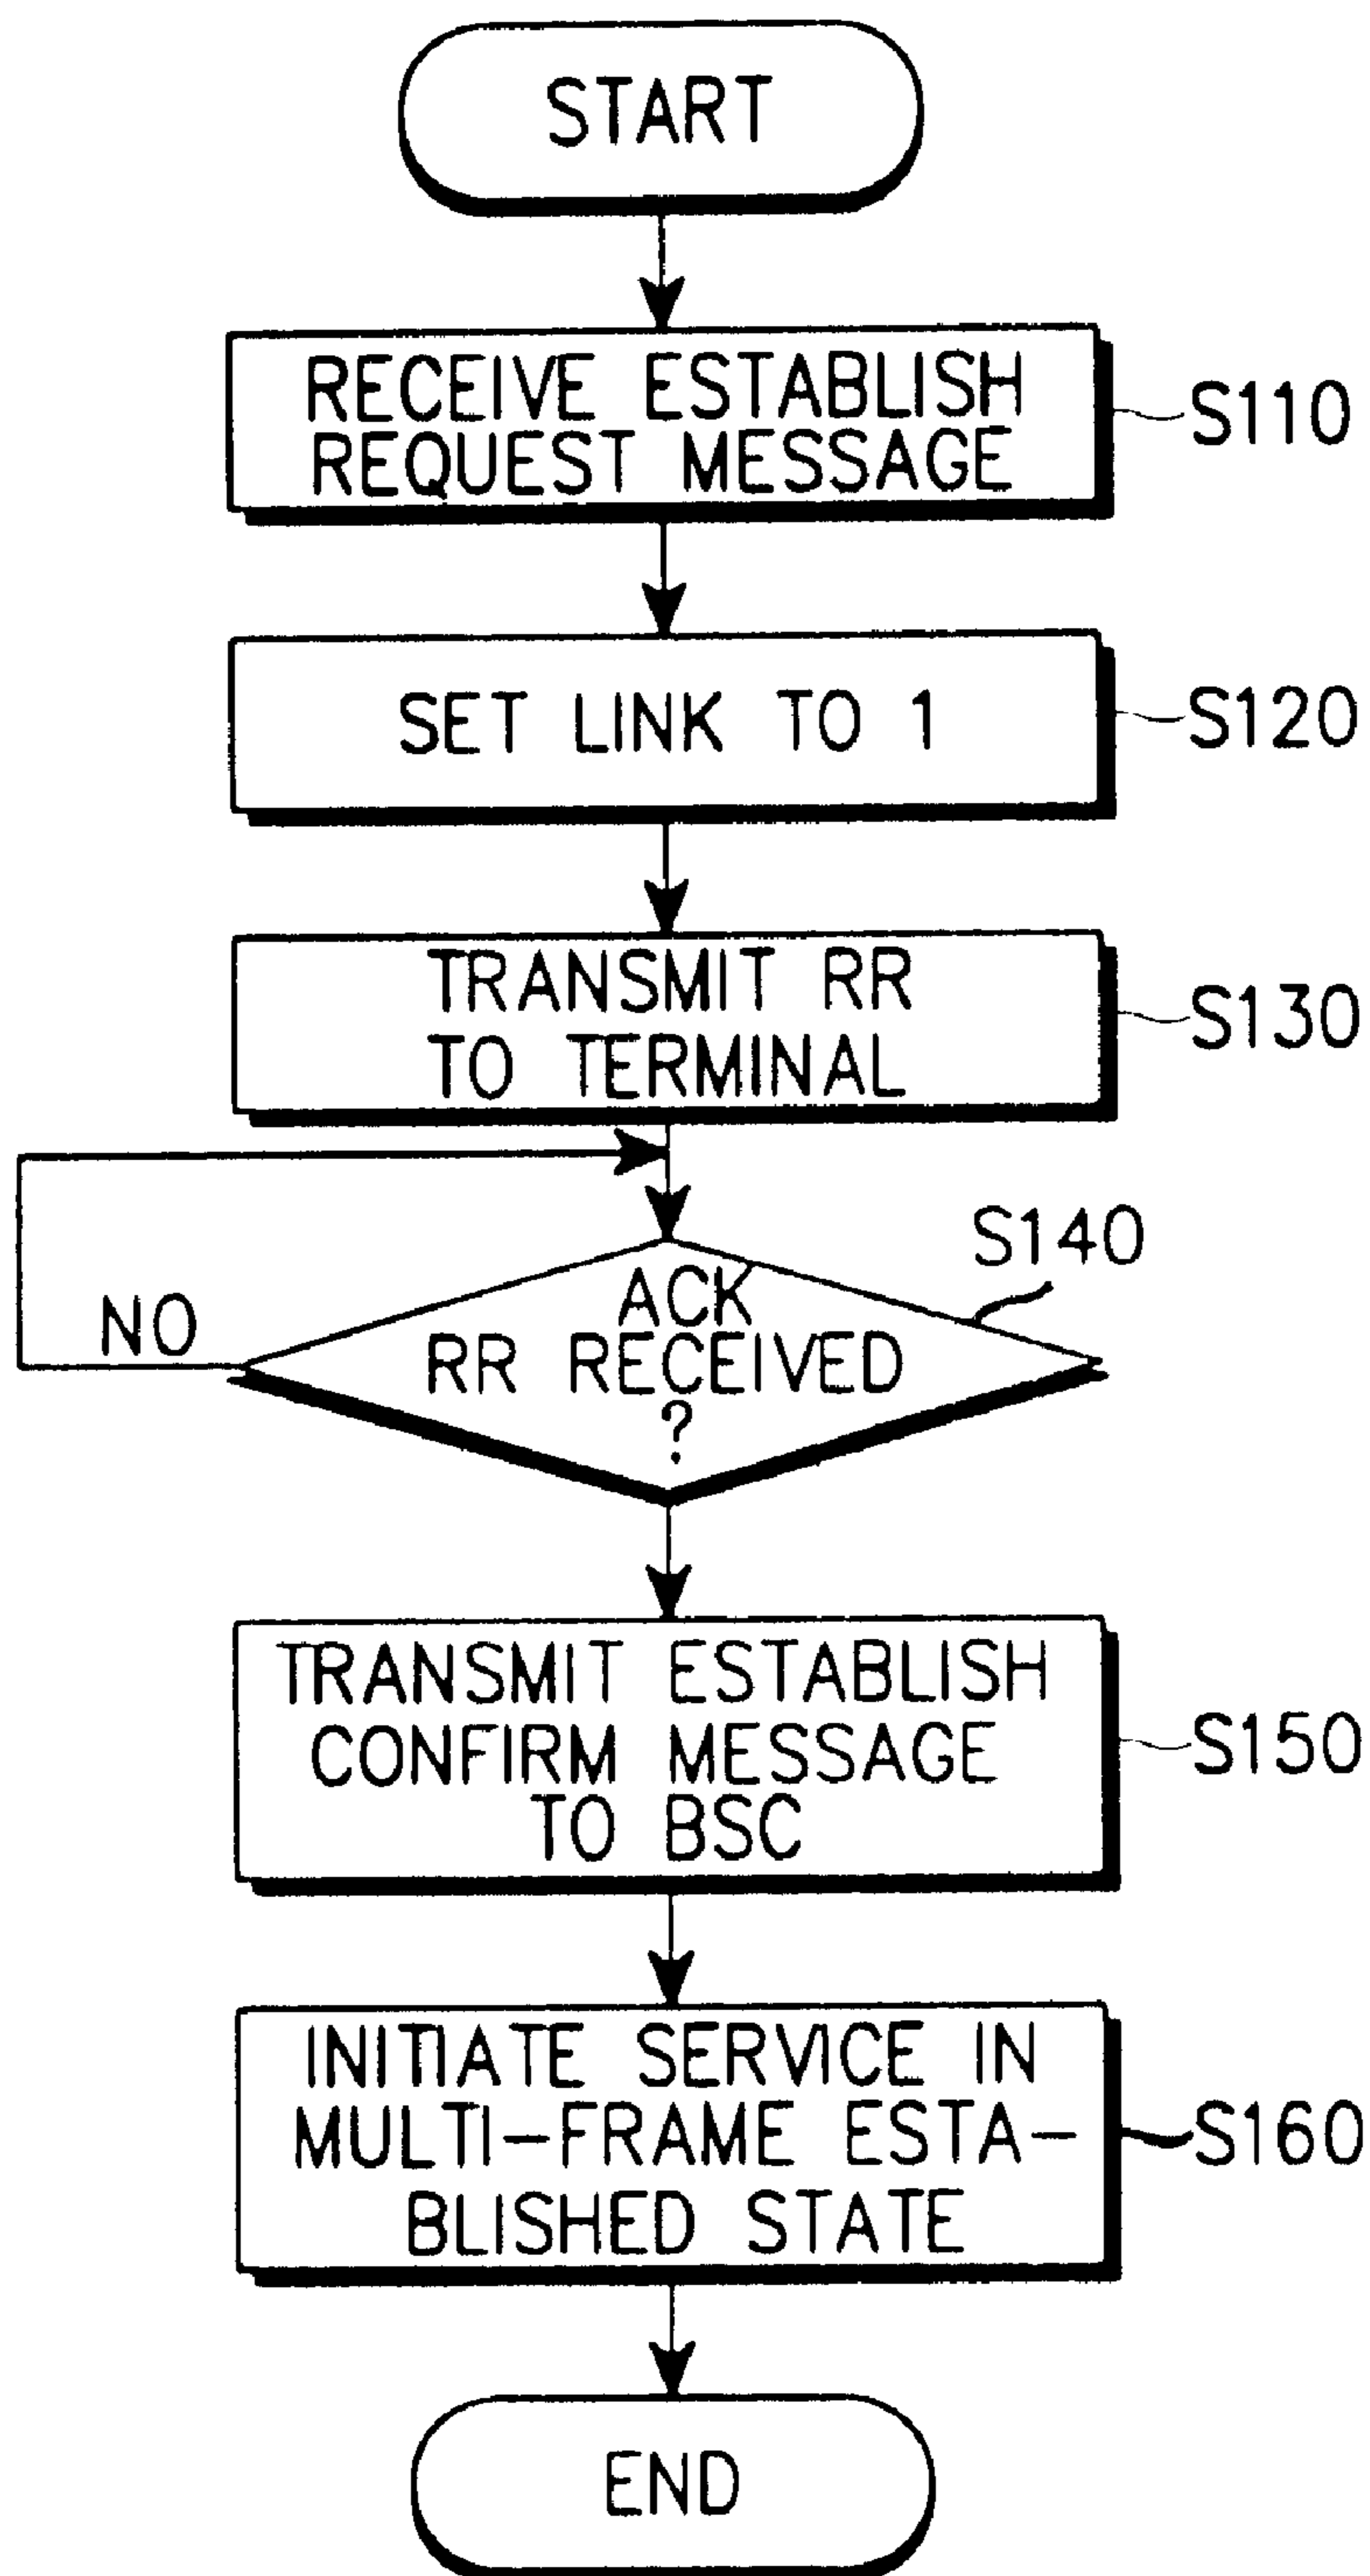 START
RECEIVE ESTABLISH
REQUEST MESSAGE
S110
SET LINK TO 1
S120
TRANSMIT RR
TO TERMINAL
S130
S140
ACK
RR RECEIVED
?
NO
TRANSMIT ESTABLISH
CONFIRM MESSAGE
TO BSC
S150
INITIATE SERVICE IN
MULTI-FRAME ESTA-
BLISHED STATE
S160
END